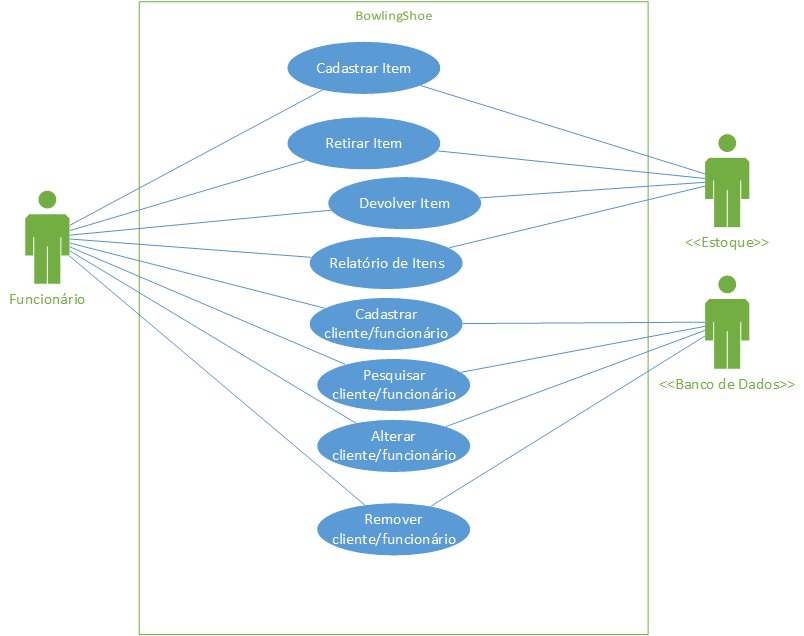 BowlingShoe
Cadastrar Item
Retirar Item
Devolver Item
Relatório de Itens
Cadastrar
cliente/funcionário
Pesquisar
cliente/funcionário
Alterar
cliente/funcionário
Remover
cliente/funcionário
Funcionário
<<Estoque>>
<<Banco de Dados>>